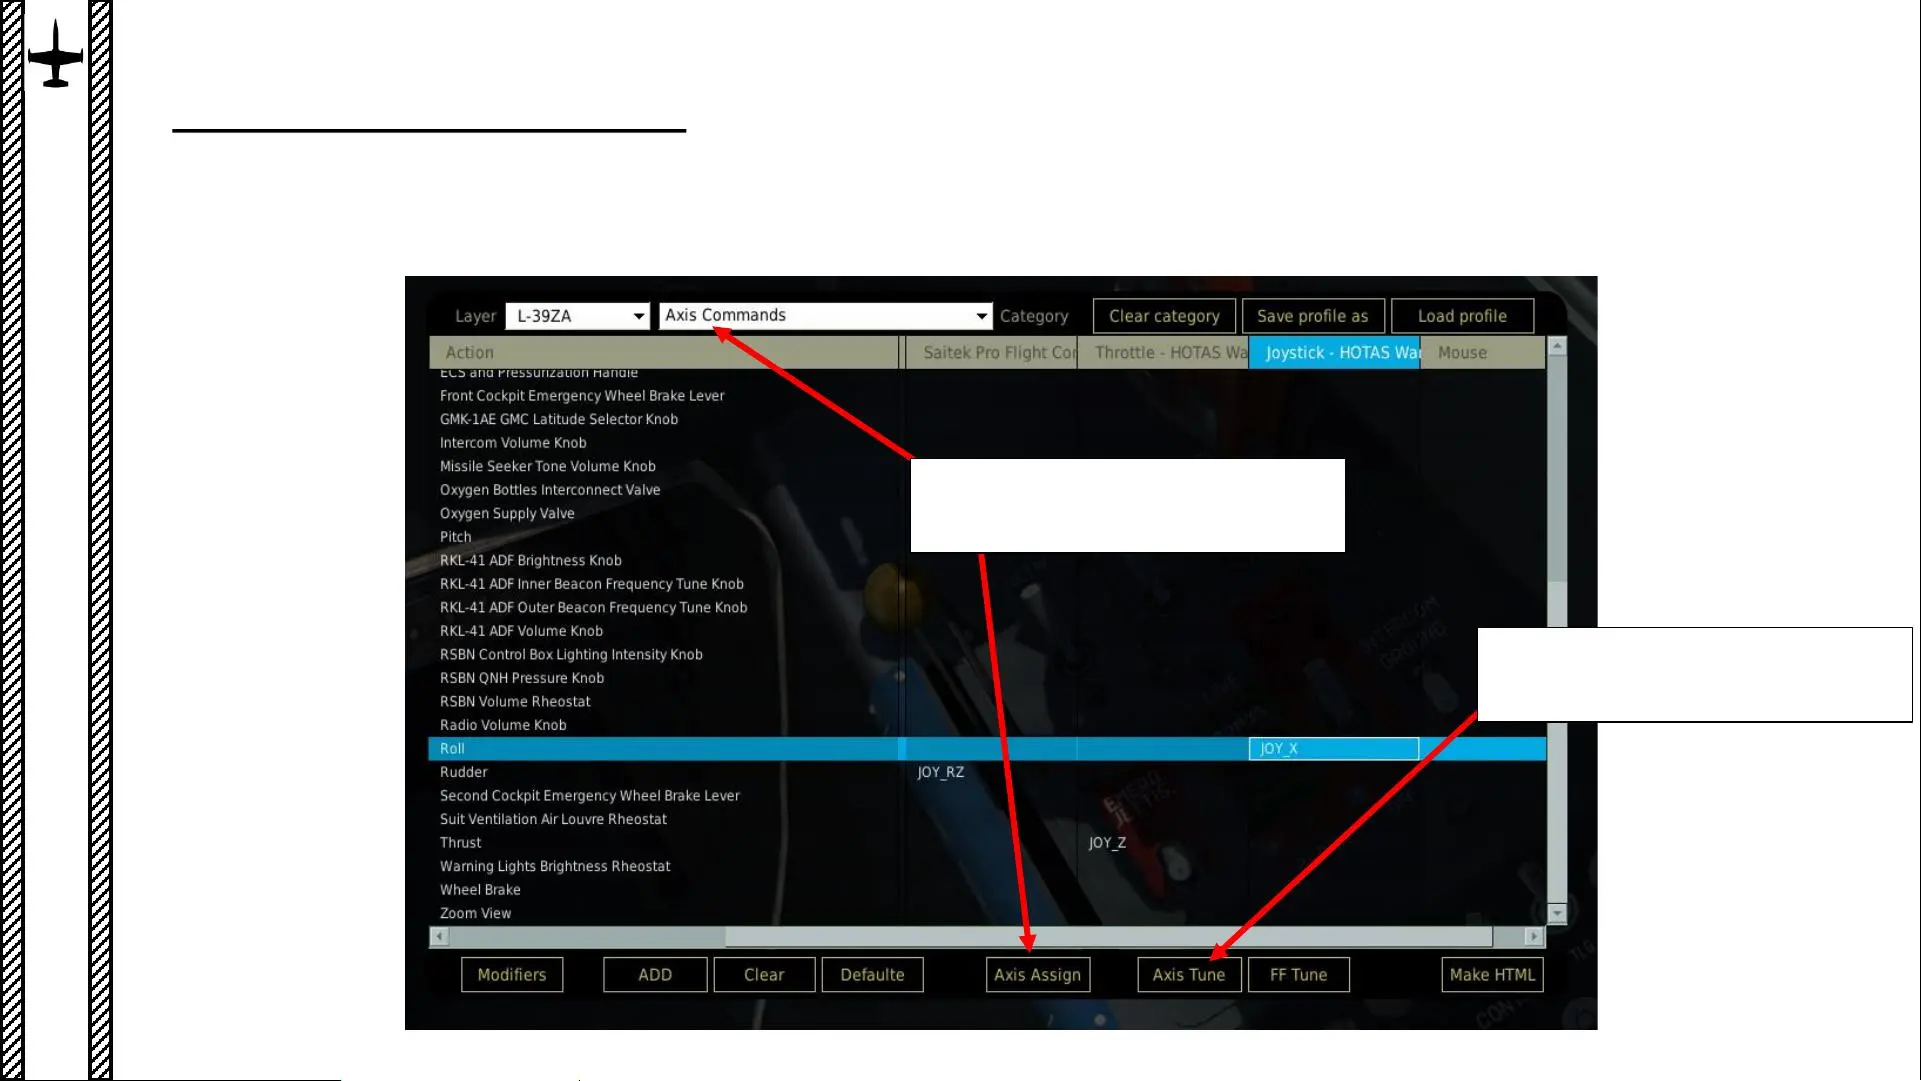 Layer L-39ZA Axis Commands Category Clear category Save profile as Load profile
Action Saitek Pro Flight Cor Throttle - HOTAS Wa Joystick - HOTAS War Mouse
ECS and Pressurization Handle
Front Cockpit Emergency Wheel Brake Lever
GMK-1AE GMC Latitude Selector Knob
Intercom Volume Knob
Missile Seeker Tone Volume Knob
Oxygen Bottles Interconnect Valve
Oxygen Supply Valve
Pitch
RKL-41 ADF Brightness Knob
RKL-41 ADF Inner Beacon Frequency Tune Knob
RKL-41 ADF Outer Beacon Frequency Tune Knob
RKL-41 ADF Volume Knob
RSBN Control Box Lighting Intensity Knob
RSBN QNH Pressure Knob
RSBN Volume Rheostat
Radio Volume Knob
Roll JOY_X
Rudder JOY_RZ
Second Cockpit Emergency Wheel Brake Lever
Suit Ventilation Air Louvre Rheostat
Thrust JOY_Z
Warning Lights Brightness Rheostat
Wheel Brake
Zoom View
Modifiers ADD Clear Defaulte Axis Assign Axis Tune FF Tune Make HTML